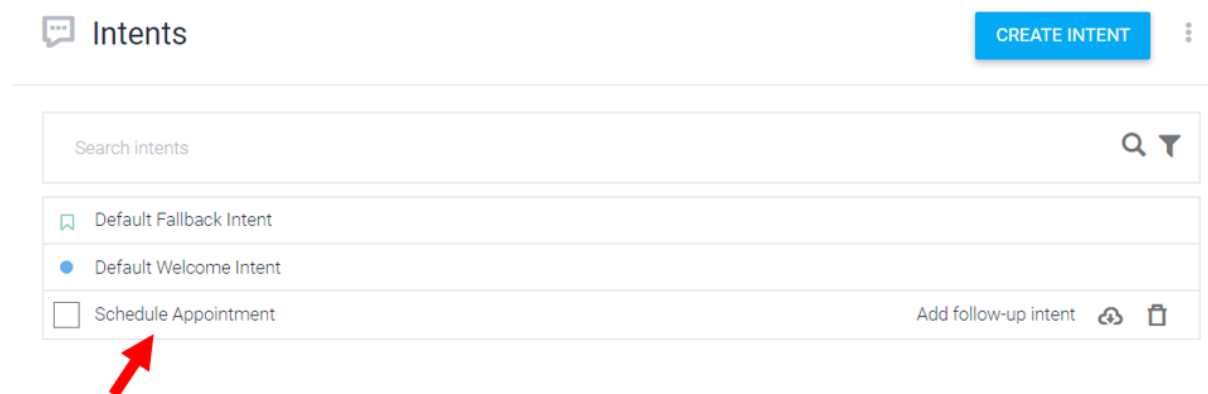 Intents
CREATE INTENT
Search intents
Default Fallback Intent
Default Welcome Intent
Schedule Appointment
Add follow-up intent